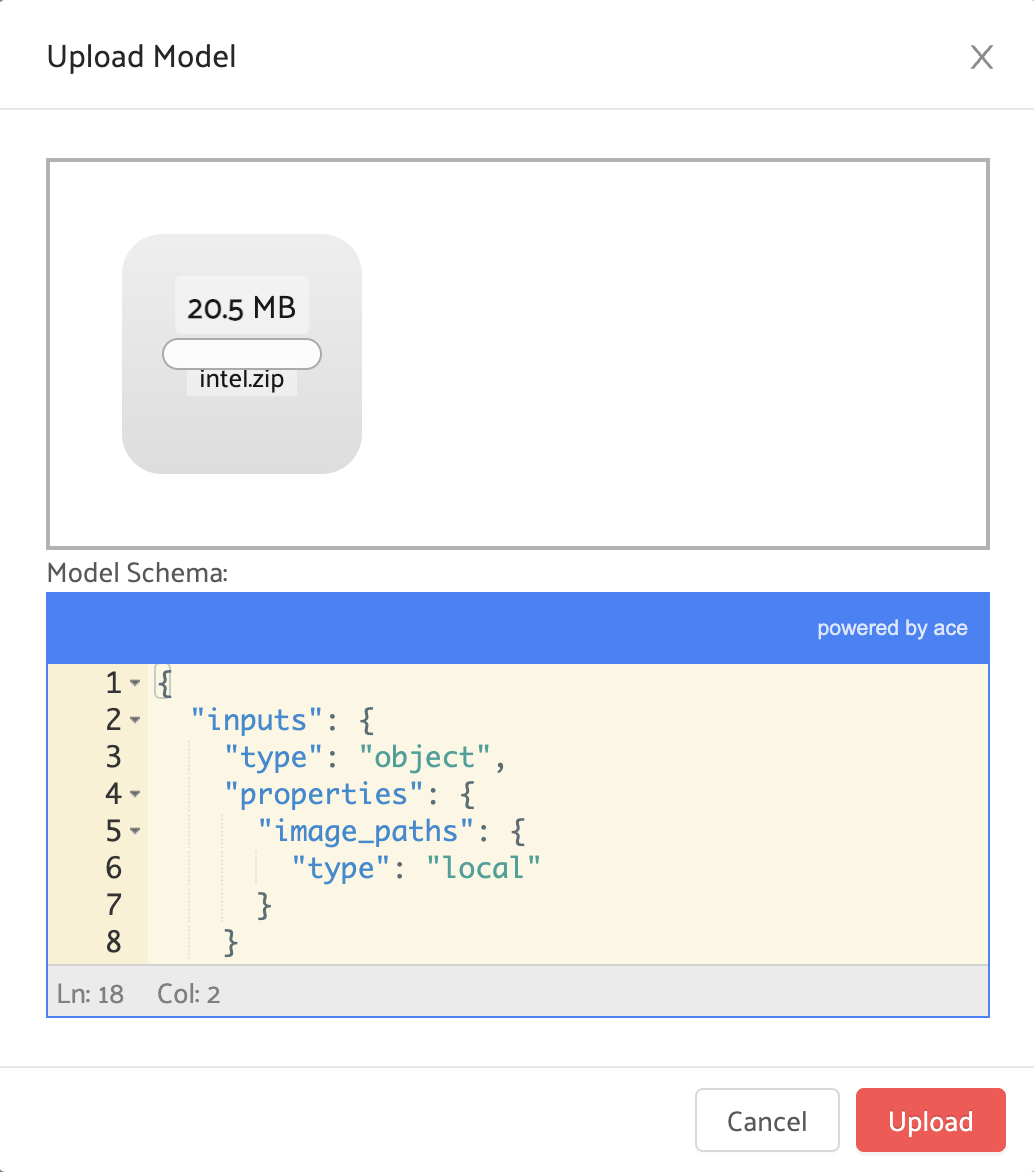 Upload Model
X
20.5 MB
intel.zip
Model Schema:
powered by ace
1 {
2 "inputs": {
3 "type": "object",
4 "properties": {
5 "image_paths": {
6 "type": "local"
7 }
8 }
Ln: 18 Col: 2
Cancel Upload